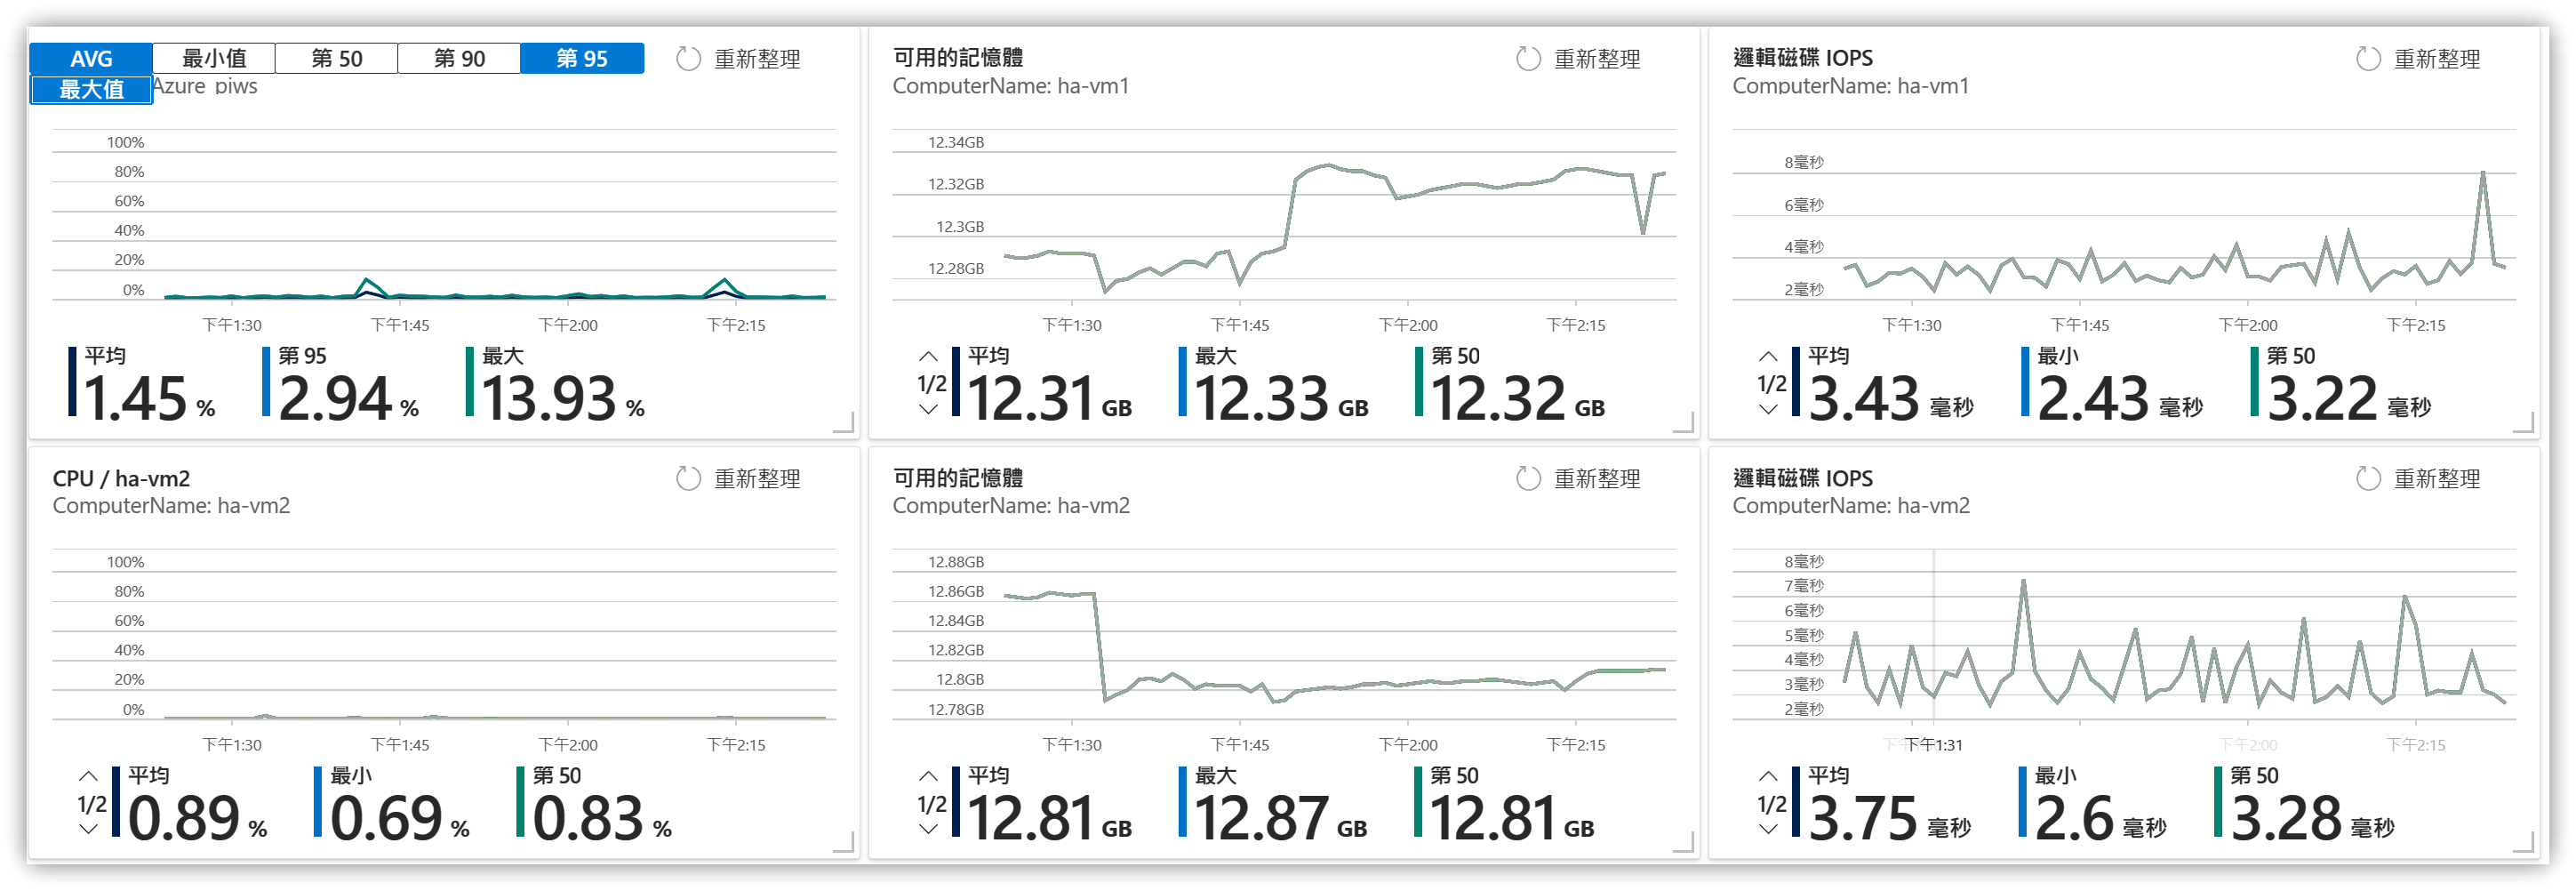 AVG 最小值 第 50 第 90 第 95 重新整理
最大值 Azure_piws
100%
80%
60%
40%
20%
0%
下午1:30 下午1:45 下午2:00 下午2:15
平均 第 95 最大
1.45 % 2.94 % 13.93 %
可用的記憶體 重新整理
ComputerName: ha-vm1
12.34GB
12.32GB
12.3GB
12.28GB
下午1:30 下午1:45 下午2:00 下午2:15
1/2
平均 最大 第 50
12.31 GB 12.33 GB 12.32 GB
邏輯磁碟 IOPS 重新整理
ComputerName: ha-vm1
8毫秒
6毫秒
4毫秒
2毫秒
下午1:30 下午1:45 下午2:00 下午2:15
1/2
平均 最小 第 50
3.43 毫秒 2.43 毫秒 3.22 毫秒
CPU / ha-vm2 重新整理
ComputerName: ha-vm2
100%
80%
60%
40%
20%
0%
下午1:30 下午1:45 下午2:00 下午2:15
1/2
平均 最小 第 50
0.89 % 0.69 % 0.83 %
可用的記憶體 重新整理
ComputerName: ha-vm2
12.88GB
12.86GB
12.84GB
12.82GB
12.8GB
12.78GB
下午1:30 下午1:45 下午2:00 下午2:15
1/2
平均 最大 第 50
12.81 GB 12.87 GB 12.81 GB
邏輯磁碟 IOPS 重新整理
ComputerName: ha-vm2
8毫秒
7毫秒
6毫秒
5毫秒
4毫秒
3毫秒
2毫秒
下午1:31 下午2:00 下午2:15
1/2
平均 最小 第 50
3.75 毫秒 2.6 毫秒 3.28 毫秒